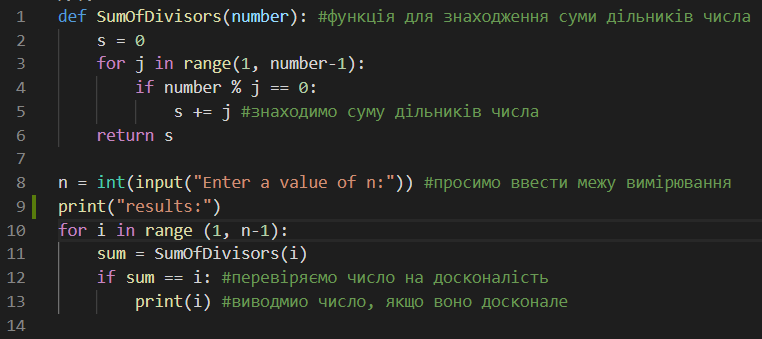 1 def SumOfDivisors(number): #функція для знаходження суми дільників числа
2 s = 0
3 for j in range(1, number-1):
4 if number % j == 0:
5 s += j #знаходимо суму дільників числа
6 return s
7
8 n = int(input("Enter a value of n:")) #просимо ввести межу вимірювання
9 print("results:")
10 for i in range (1, n-1):
11 sum = SumOfDivisors(i)
12 if sum == i: #перевіряємо число на досконалість
13 print(i) #виводмио число, якщо воно досконале
14